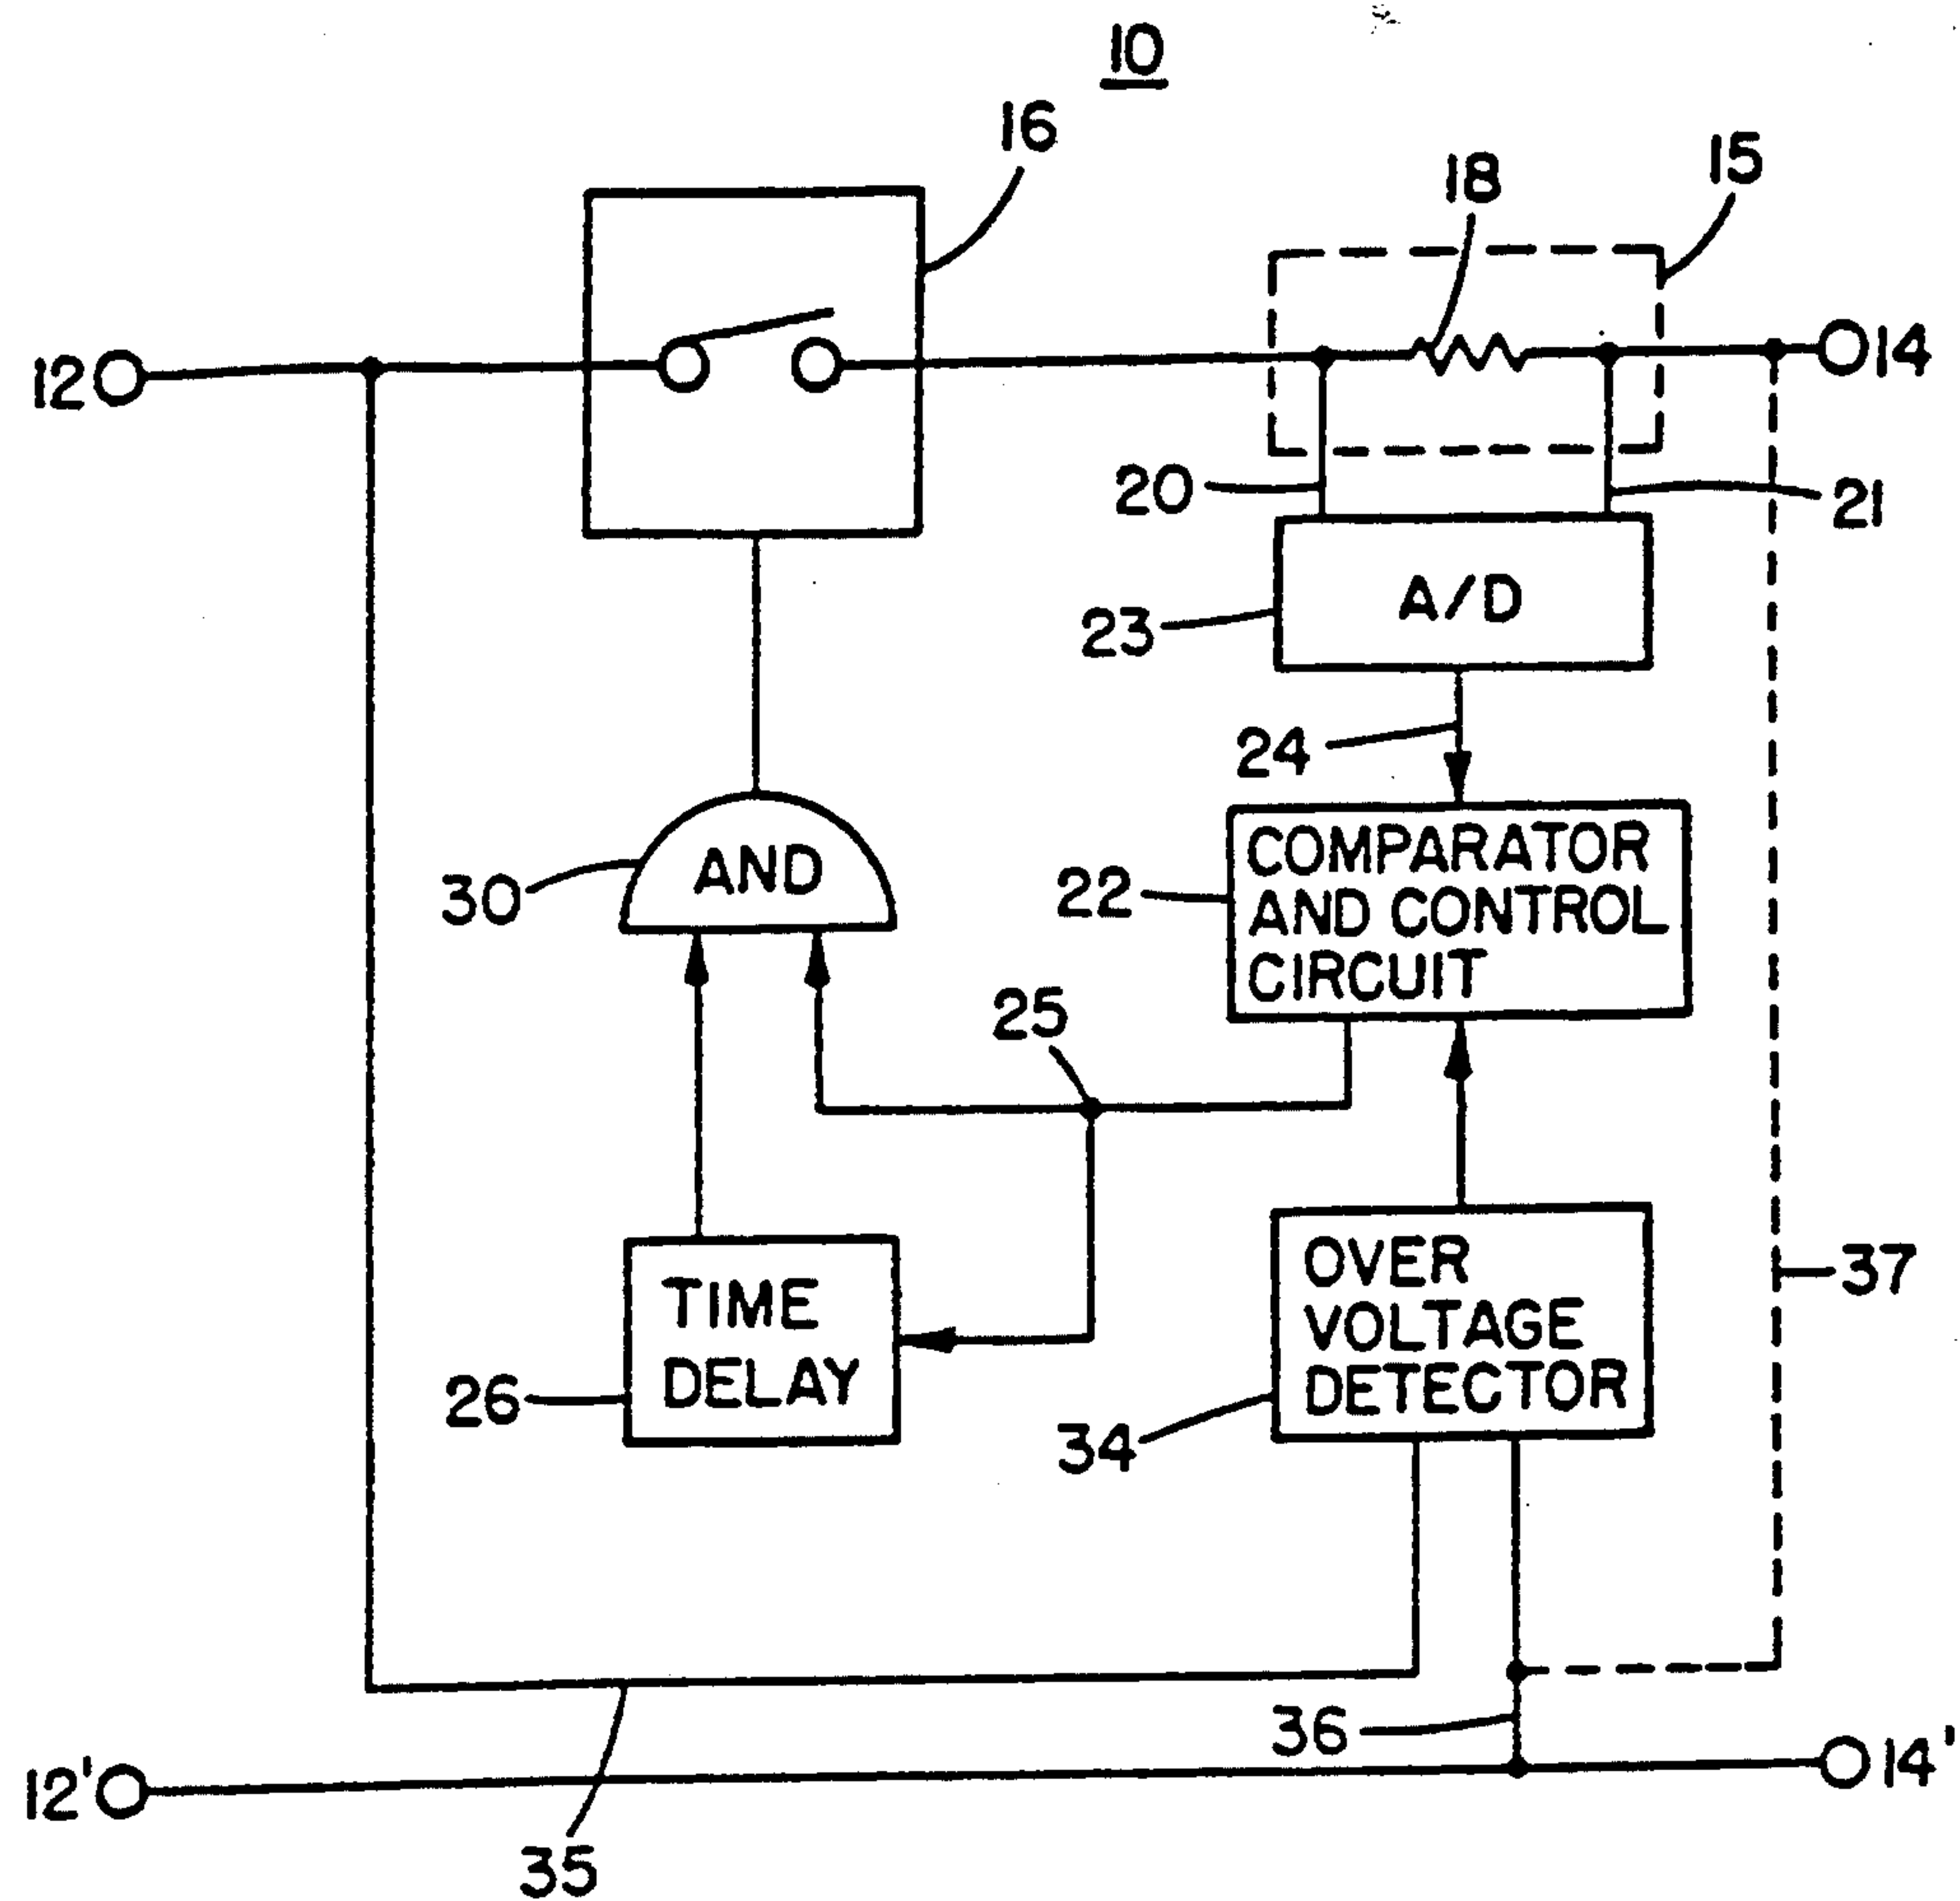 10
16
18
15
12
14
20
21
A/D
23
24
COMPARATOR
AND CONTROL
CIRCUIT
22
AND
30
25
OVER
VOLTAGE
DETECTOR
37
TIME
DELAY
26
34
36
12'
14'
35